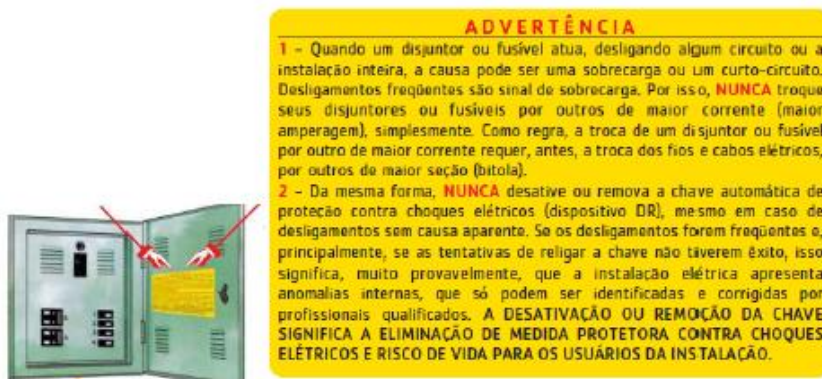 ADVERTÊNCIA
1 - Quando um disjuntor ou fusível atua, desligando algum circuito ou a
instalação inteira, a causa pode ser uma sobrecarga ou um curto-circuito.
Desligamentos freqüentes são sinal de sobrecarga. Por isso, NUNCA troque
seus disjuntores ou fusíveis por outros de maior corrente (maior
amperagem), simplesmente. Como regra, a troca de um disjuntor ou fusível
por outro de maior corrente requer, antes, a troca dos fios e cabos elétricos,
por outros de maior seção (bitola).
2 - Da mesma forma, NUNCA desative ou remova a chave automática de
proteção contra choques elétricos (dispositivo DR), mesmo em caso de
desligamentos sem causa aparente. Se os desligamentos forem freqüentes e,
principalmente, se as tentativas de religar a chave não tiverem êxito, isso
significa, muito provavelmente, que a instalação elétrica apresenta
anomalias internas, que só podem ser identificadas e corrigidas por
profissionais qualificados. A DESATIVAÇÃO OU REMOÇÃO DA CHAVE
SIGNIFICA A ELIMINAÇÃO DE MEDIDA PROTETORA CONTRA CHOQUES
ELÉTRICOS E RISCO DE VIDA PARA OS USUÁRIOS DA INSTALAÇÃO.